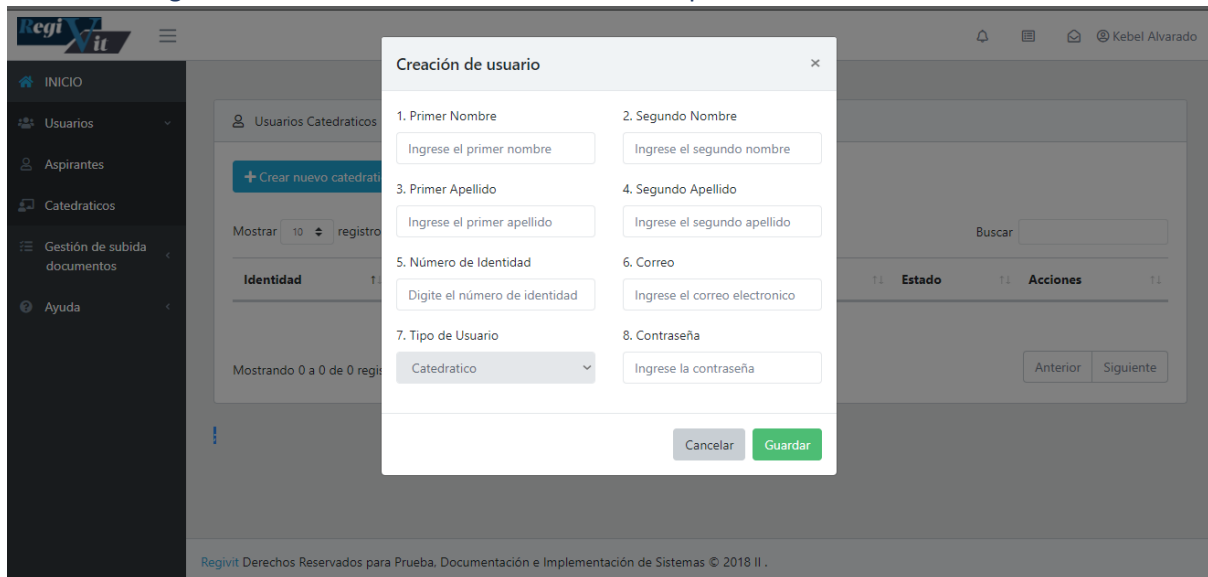 Regi Vit
Kebel Alvarado
INICIO
Usuarios
Aspirantes
Catedraticos
Gestión de subida
documentos
Ayuda
Usuarios Catedraticos
Crear nuevo
Mostrar 10
Buscar
Identidad
Estado
Acciones
Mostrando 0 a 0 de 0
Anterior
Siguiente
Creación de usuario
×
1. Primer Nombre
2. Segundo Nombre
Ingrese el primer nombre
Ingrese el segundo nombre
3. Primer Apellido
4. Segundo Apellido
Ingrese el primer apellido
Ingrese el segundo apellido
5. Número de Identidad
6. Correo
Digite el número de identidad
Ingrese el correo electronico
7. Tipo de Usuario
8. Contraseña
Catedratico
Ingrese la contraseña
Cancelar
Guardar
Regivit Derechos Reservados para Prueba, Documentación e Implementación de Sistemas © 2018 II .